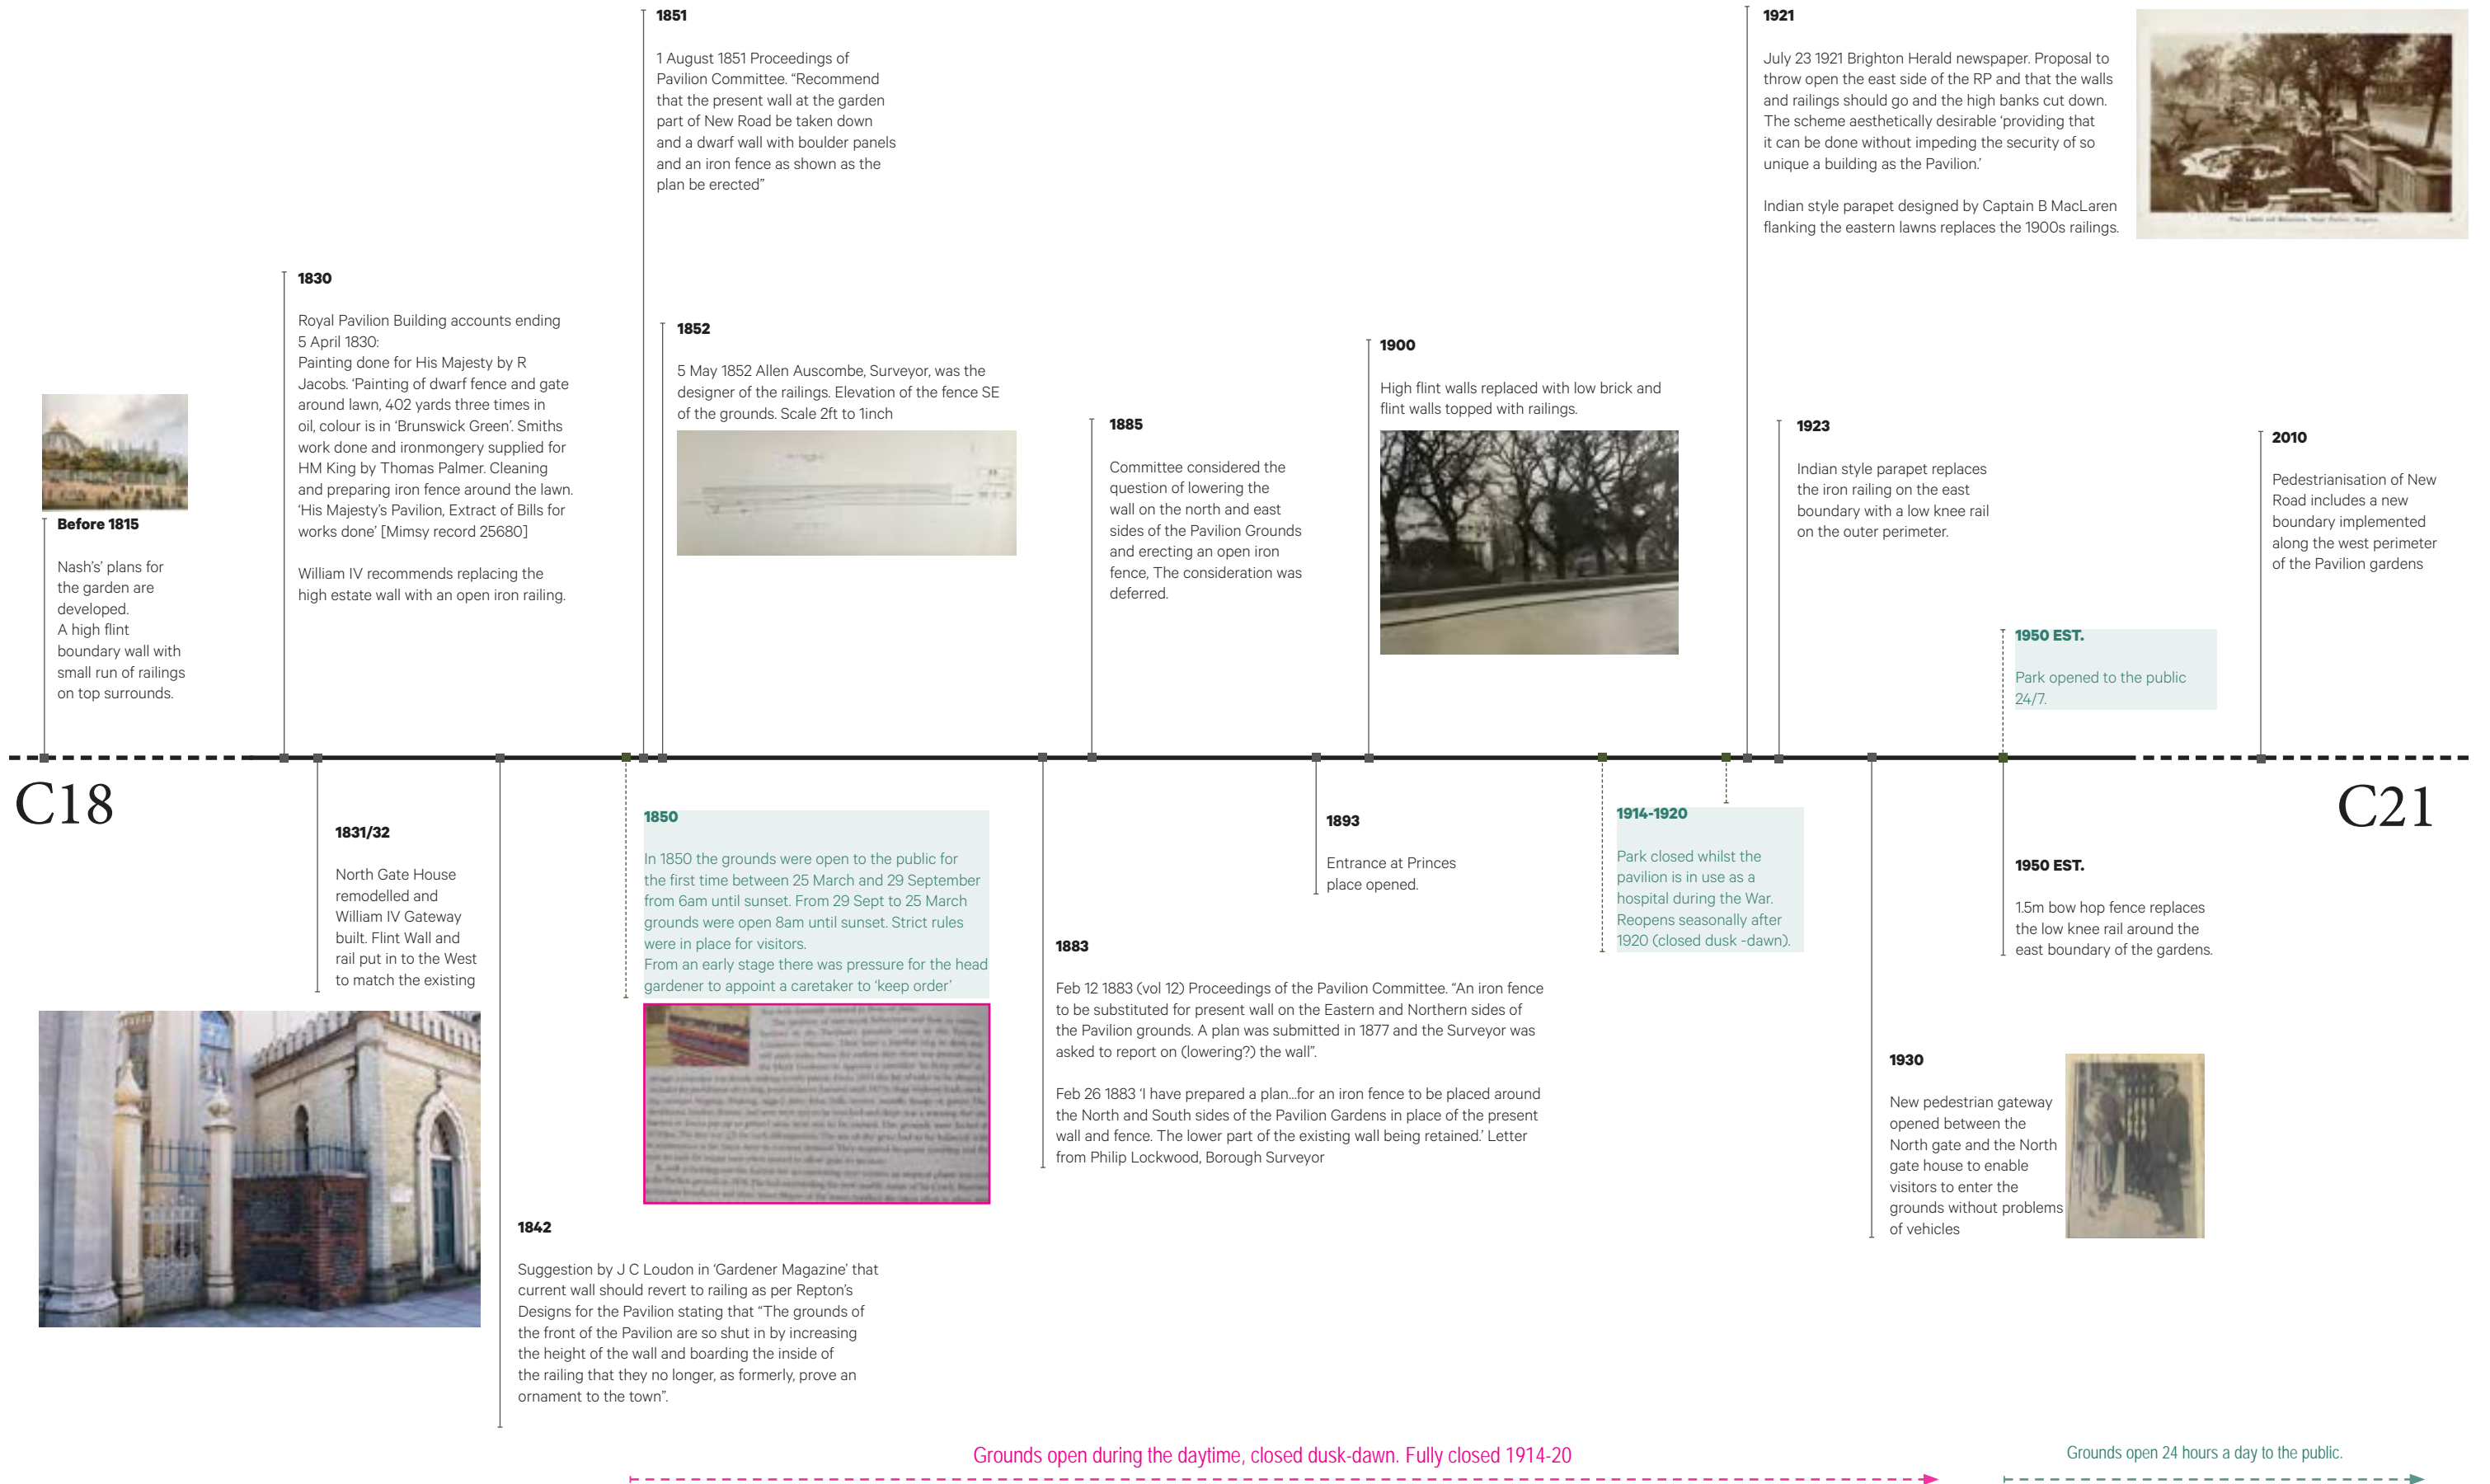 1851
1 August 1851 Proceedings of
Pavilion Committee. “Recommend
that the present wall at the garden
part of New Road be taken down
and a dwarf wall with boulder panels
and an iron fence as shown as the
plan be erected”
1921
July 23 1921 Brighton Herald newspaper. Proposal to
throw open the east side of the RP and that the walls
and railings should go and the high banks cut down.
The scheme aesthetically desirable ‘providing that
it can be done without impeding the security of so
unique a building as the Pavilion.’
Indian style parapet designed by Captain B MacLaren
flanking the eastern lawns replaces the 1900s railings.
1830
Royal Pavilion Building accounts ending
5 April 1830:
Painting done for His Majesty by R
Jacobs. ‘Painting of dwarf fence and gate
around lawn, 402 yards three times in
oil, colour is in ‘Brunswick Green’. Smiths
work done and ironmongery supplied for
HM King by Thomas Palmer. Cleaning
and preparing iron fence around the lawn.
‘His Majesty’s Pavilion, Extract of Bills for
works done’ [Mimsy record 25680]
William IV recommends replacing the
high estate wall with an open iron railing.
1852
5 May 1852 Allen Auscombe, Surveyor, was the
designer of the railings. Elevation of the fence SE
of the grounds. Scale 2ft to 1inch
1900
High flint walls replaced with low brick and
flint walls topped with railings.
1885
Committee considered the
question of lowering the
wall on the north and east
sides of the Pavilion Grounds
and erecting an open iron
fence, The consideration was
deferred.
1923
Indian style parapet replaces
the iron railing on the east
boundary with a low knee rail
on the outer perimeter.
2010
Pedestrianisation of New
Road includes a new
boundary implemented
along the west perimeter
of the Pavilion gardens
Before 1815
Nash’s’ plans for
the garden are
developed.
A high flint
boundary wall with
small run of railings
on top surrounds.
1950 EST.
Park opened to the public
24/7.
C18
C21
1831/32
North Gate House
remodelled and
William IV Gateway
built. Flint Wall and
rail put in to the West
to match the existing
1850
In 1850 the grounds were open to the public for
the first time between 25 March and 29 September
from 6am until sunset. From 29 Sept to 25 March
grounds were open 8am until sunset. Strict rules
were in place for visitors.
From an early stage there was pressure for the head
gardener to appoint a caretaker to ‘keep order’
1893
Entrance at Princes
place opened.
1914-1920
Park closed whilst the
pavilion is in use as a
hospital during the War.
Reopens seasonally after
1920 (closed dusk -dawn).
1950 EST.
1.5m bow hop fence replaces
the low knee rail around the
east boundary of the gardens.
1883
Feb 12 1883 (vol 12) Proceedings of the Pavilion Committee. “An iron fence
to be substituted for present wall on the Eastern and Northern sides of
the Pavilion grounds. A plan was submitted in 1877 and the Surveyor was
asked to report on (lowering?) the wall”.
Feb 26 1883 ‘I have prepared a plan...for an iron fence to be placed around
the North and South sides of the Pavilion Gardens in place of the present
wall and fence. The lower part of the existing wall being retained.’ Letter
from Philip Lockwood, Borough Surveyor
1930
New pedestrian gateway
opened between the
North gate and the North
gate house to enable
visitors to enter the
grounds without problems
of vehicles
1842
Suggestion by J C Loudon in ‘Gardener Magazine’ that
current wall should revert to railing as per Repton’s
Designs for the Pavilion stating that “The grounds of
the front of the Pavilion are so shut in by increasing
the height of the wall and boarding the inside of
the railing that they no longer, as formerly, prove an
ornament to the town”.
Grounds open during the daytime, closed dusk-dawn. Fully closed 1914-20
Grounds open 24 hours a day to the public.